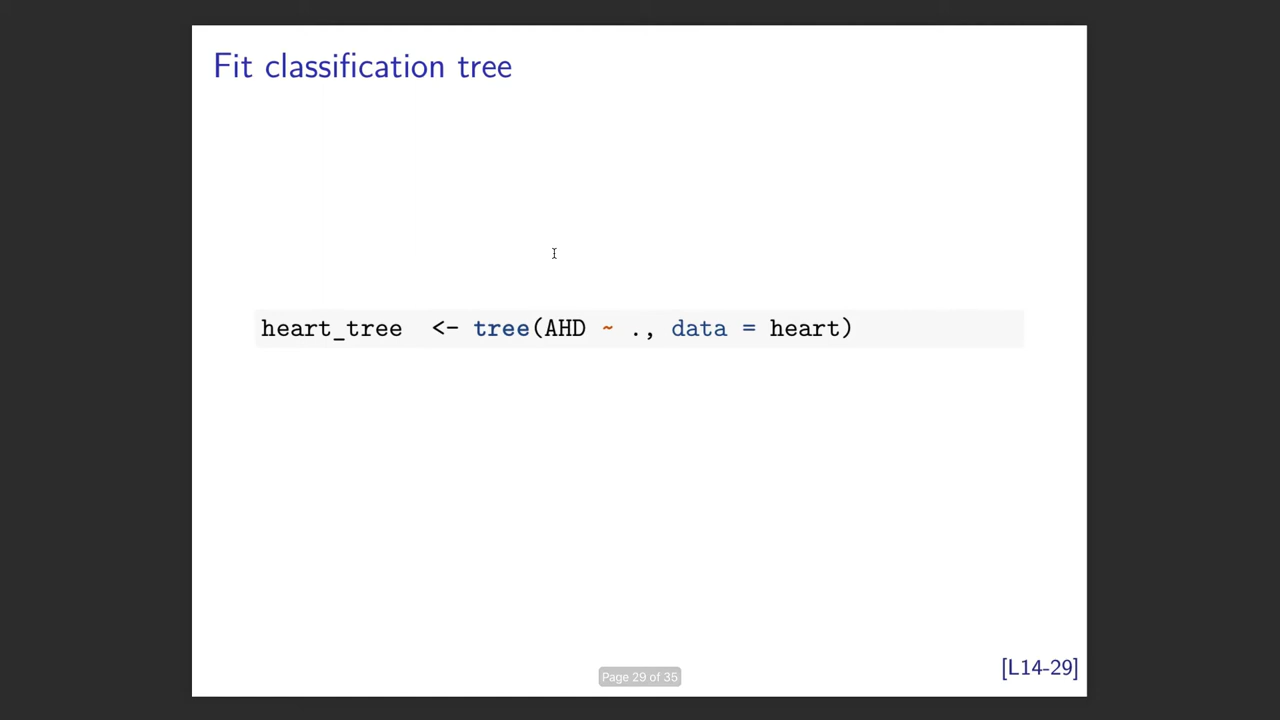 Fit classification tree
heart_tree <- tree(AHD ~ ., data = heart)
Page 29 of 35
[L14-29]